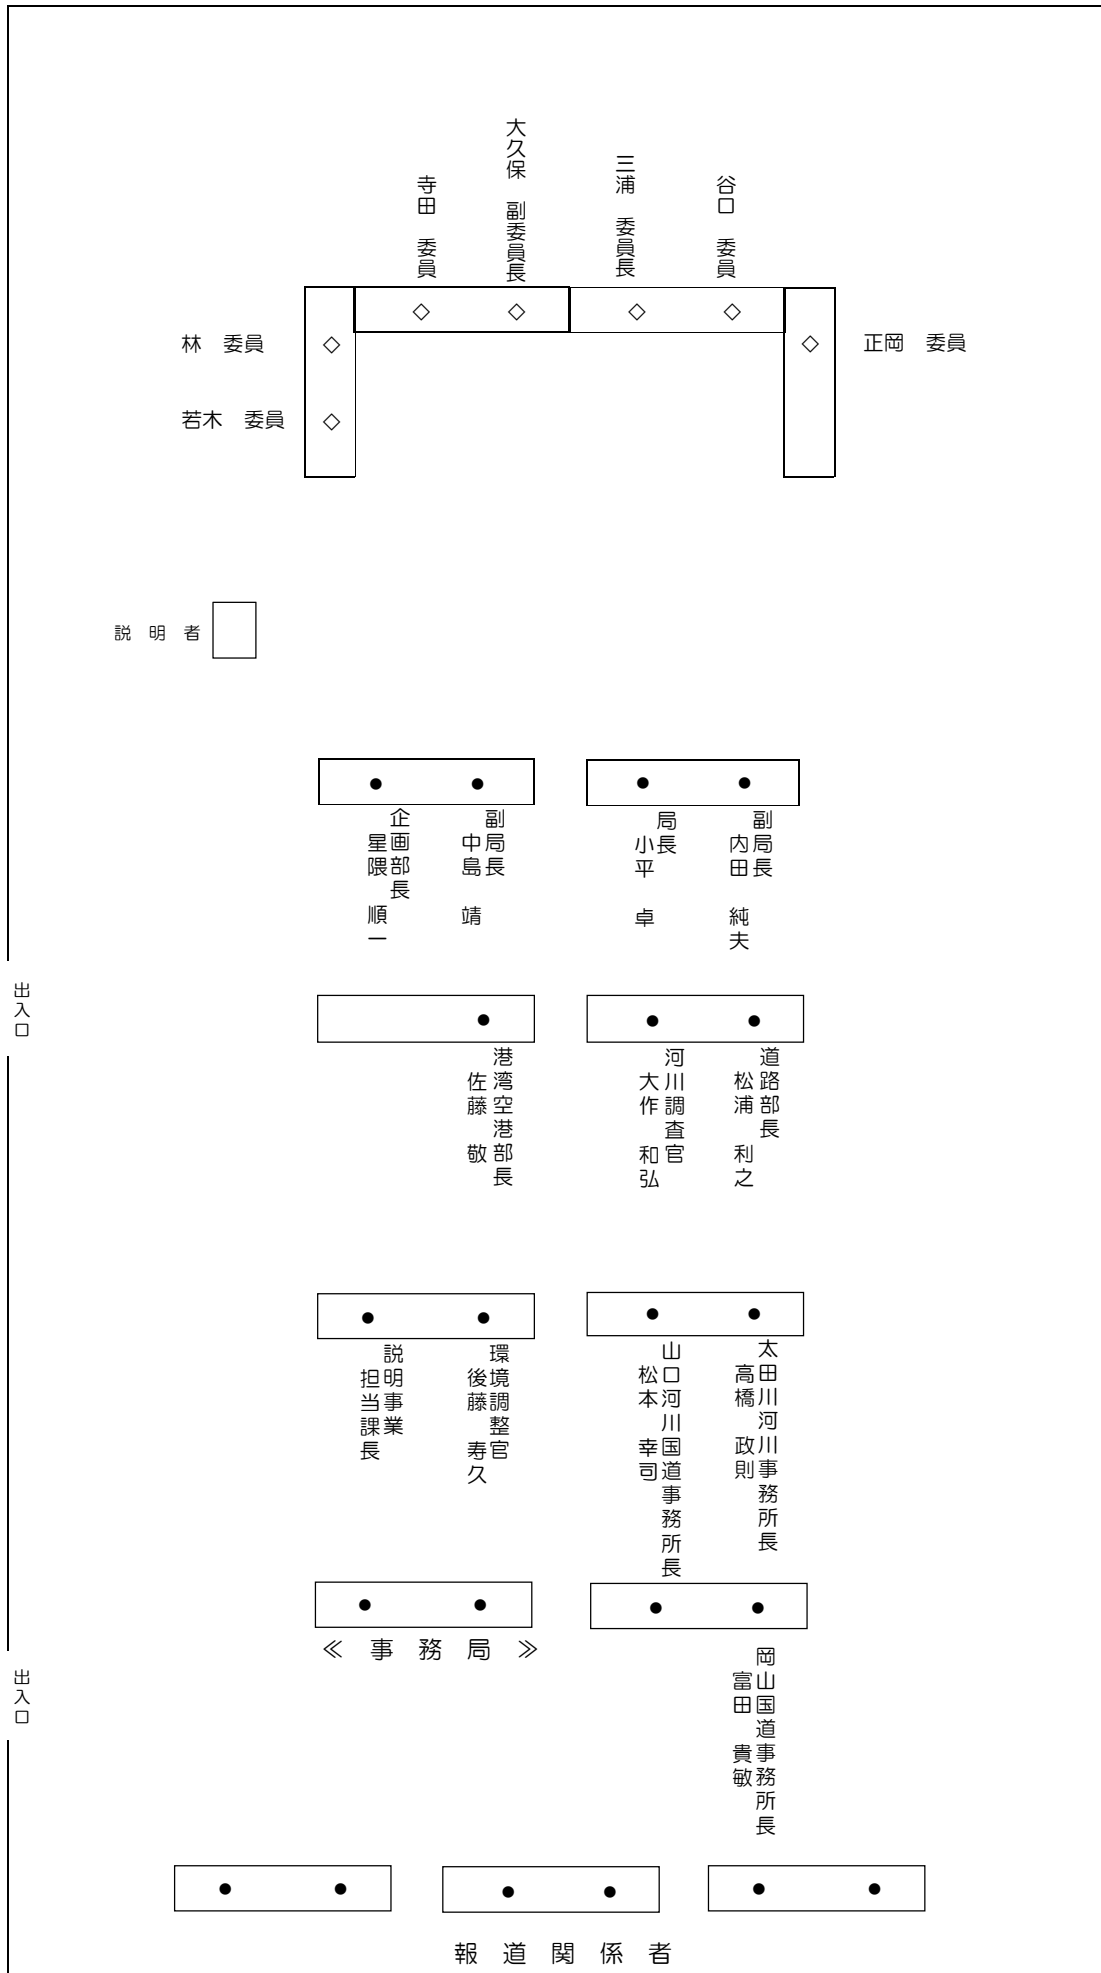 寺田　委員
大久保　副委員長
三浦　委員長
谷口　委員
林　委員
若木　委員
正岡　委員
説　明　者
企画部長
星隈　順一
副局長
中島　靖
局長
小平　卓
副局長
内田　純夫
出入口
港湾空港部長
佐藤　敬
河川調査官
大作　和弘
道路部長
松浦　利之
説明事業
担当課長
環境調整官
後藤　寿久
山口河川国道事務所長
松本　幸司
太田川河川事務所長
高橋　政則
≪　事　務　局　≫
出入口
岡山国道事務所長
富田　貴敏
報　道　関　係　者